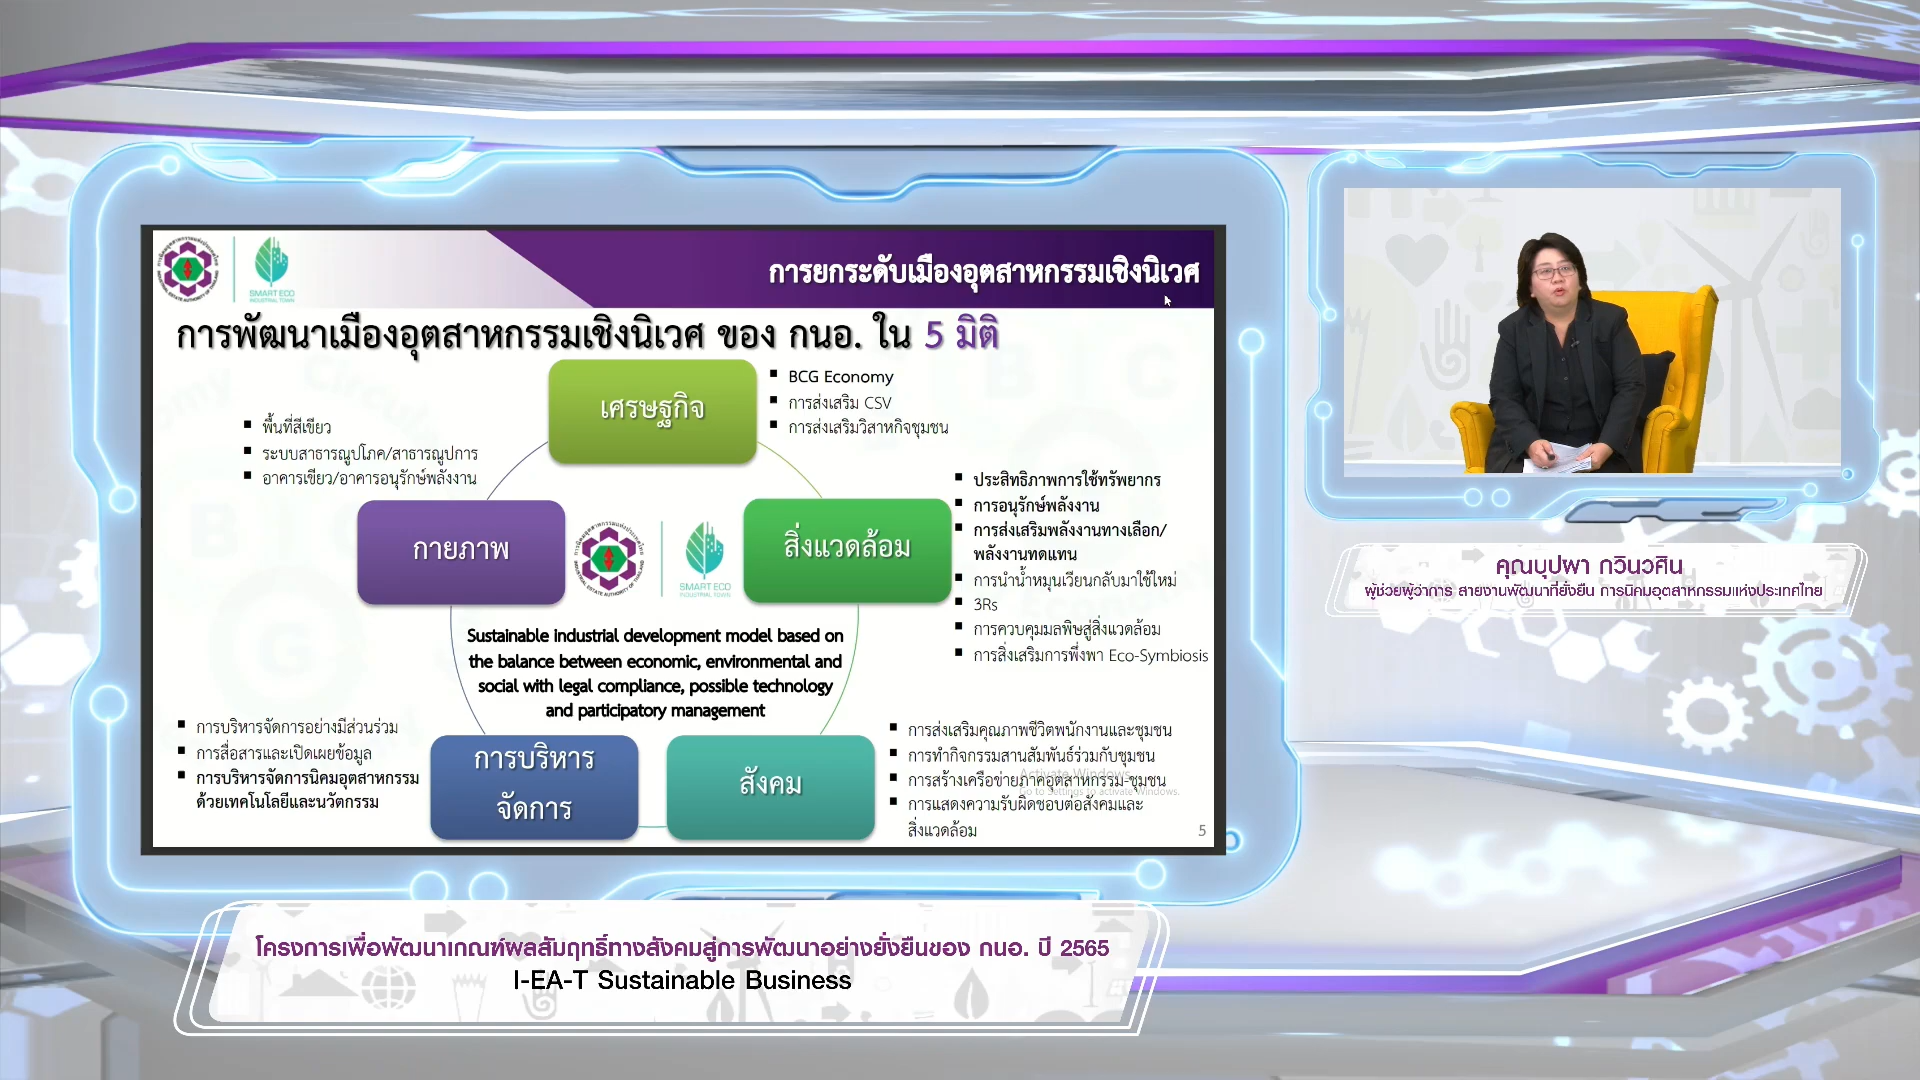 การยกระดับเมืองอุตสาหกรรมเชิงนิเวศ
SMART ECO
INDUSTRIAL TOWN
การพัฒนาเมืองอุตสาหกรรมเชิงนิเวศ ของ กนอ. ใน 5 มิติ
เศรษฐกิจ
BCG Economy
การส่งเสริม CSV
การส่งเสริมวิสาหกิจชุมชน
พื้นที่สีเขียว
ระบบสาธารณูปโภค/สาธารณูปการ
อาคารเขียว/อาคารอนุรักษ์พลังงาน
กายภาพ
SMART ECO
INDUSTRIAL TOWN
สิ่งแวดล้อม
ประสิทธิภาพการใช้ทรัพยากร
การอนุรักษ์พลังงาน
การส่งเสริมพลังงานทางเลือก/
พลังงานทดแทน
การนำน้ำหมุนเวียนกลับมาใช้ใหม่
3Rs
การควบคุมมลพิษสู่สิ่งแวดล้อม
การสิ่งเสริมการพึ่งพา Eco-Symbiosis
Sustainable industrial development model based on
the balance between economic, environmental and
social with legal compliance, possible technology
and participatory management
การบริหารจัดการอย่างมีส่วนร่วม
การสื่อสารและเปิดเผยข้อมูล
การบริหารจัดการนิคมอุตสาหกรรม
ด้วยเทคโนโลยีและนวัตกรรม
การบริหาร
จัดการ
สังคม
การส่งเสริมคุณภาพชีวิตพนักงานและชุมชน
การทำกิจกรรมสานสัมพันธ์ร่วมกับชุมชน
การสร้างเครือข่ายภาคอุตสาหกรรม-ชุมชน
การแสดงความรับผิดชอบต่อสังคมและ
สิ่งแวดล้อม
Activate Windows
Go to Settings to activate Windows.
5
คุณบุปผา กวินวศิน
ผู้ช่วยผู้ว่าการ สายงานพัฒนาที่ยั่งยืน การนิคมอุตสาหกรรมแห่งประเทศไทย
โครงการเพื่อพัฒนาเกณฑ์ผลสัมฤทธิ์ทางสังคมสู่การพัฒนาอย่างยั่งยืนของ กนอ. ปี 2565
I-EA-T Sustainable Business